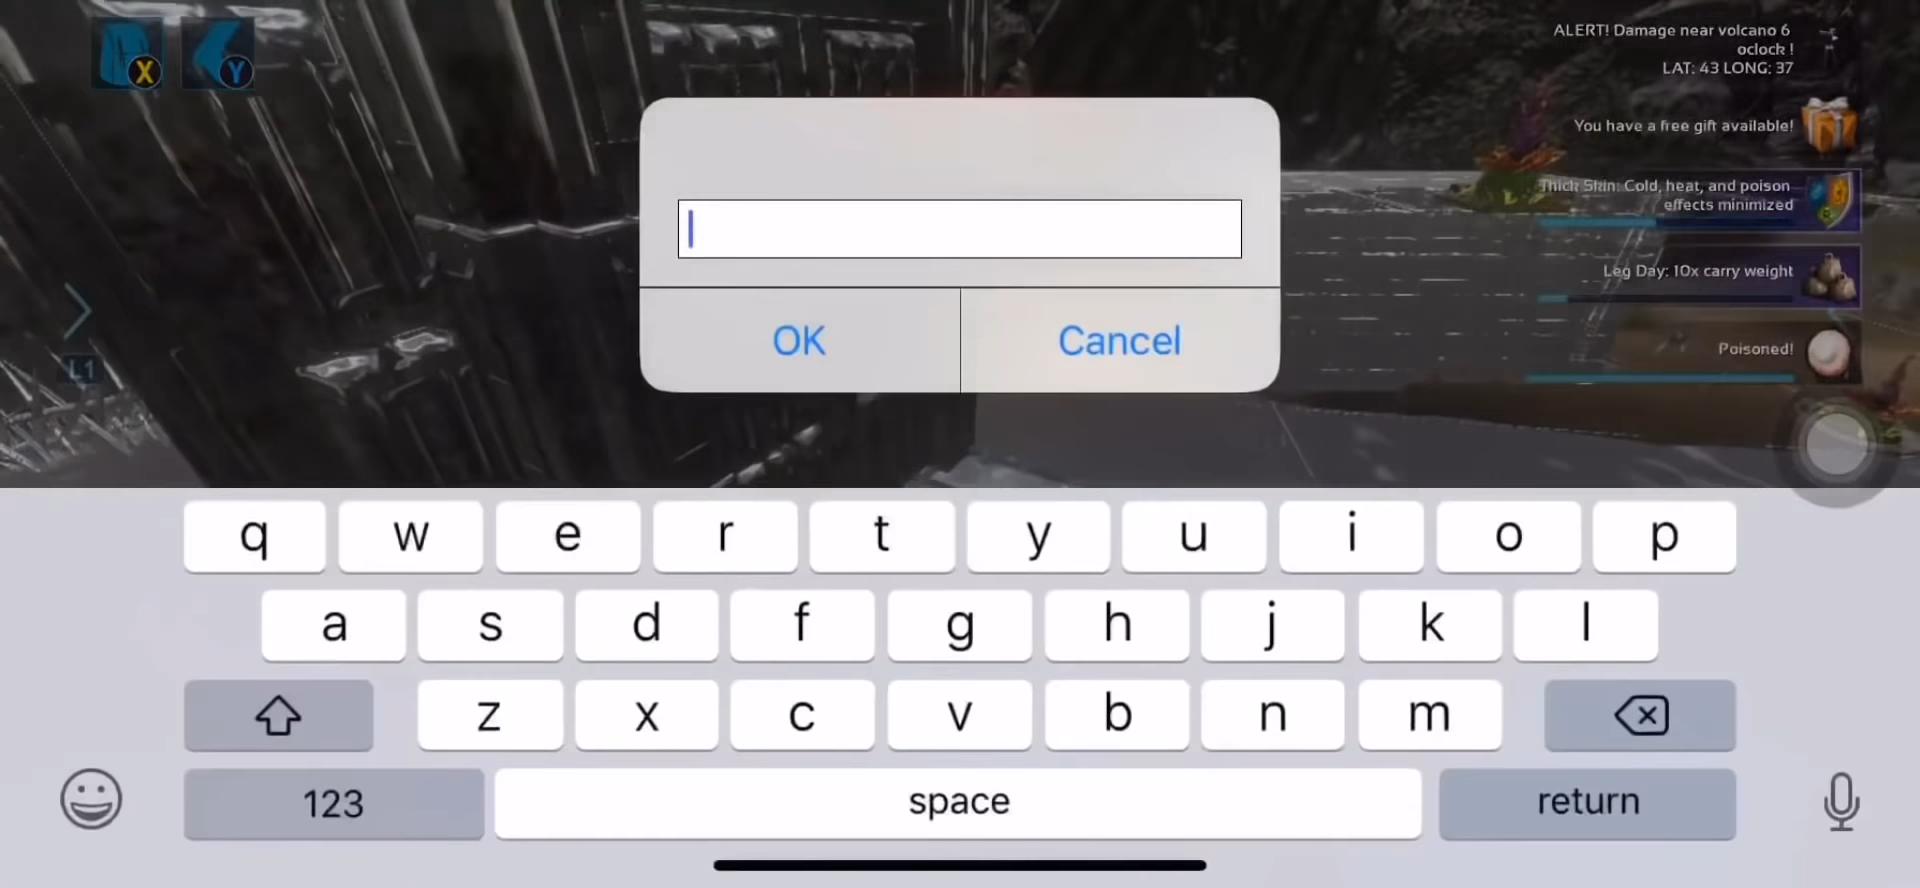 X
Y
ALERT! Damage near volcano 6
oclock !
LAT: 43 LONG: 37
You have a free gift available!
Thick Skin: Cold, heat, and poison
effects minimized
Leg Day: 10x carry weight
Poisoned!
L1
OK
Cancel
q w e r t y u i o p
a s d f g h j k l
z x c v b n m
123
space
return